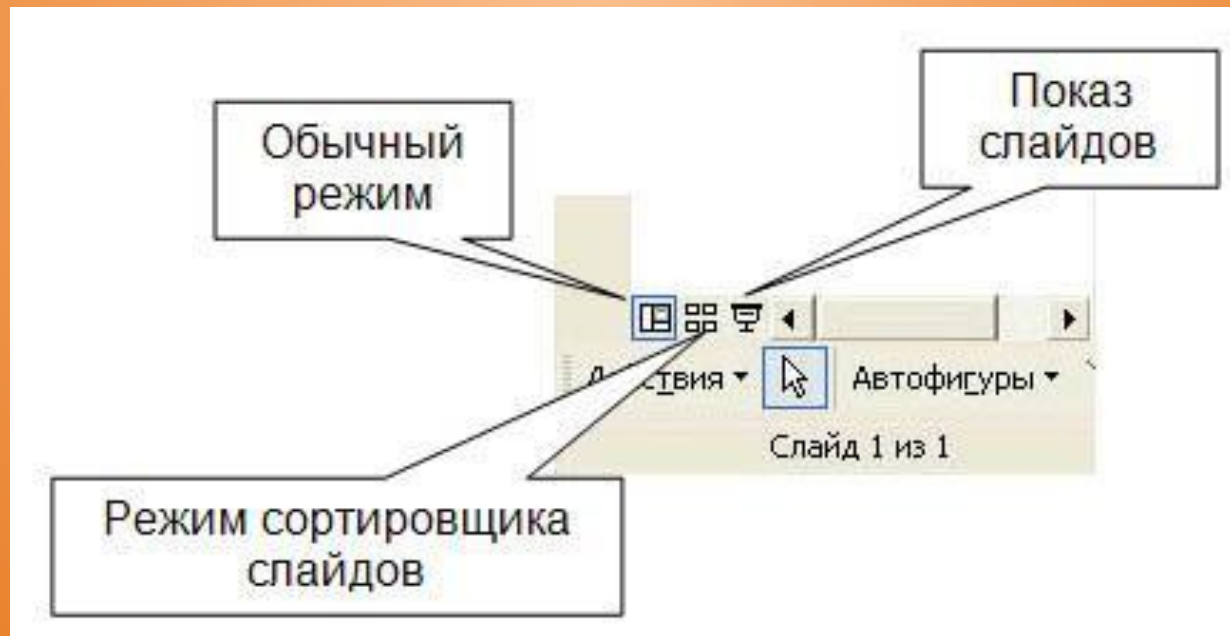 Показ
слайдов
Обычный
режим
Автофигуры
Слайд 1 из 1
Режим сортировщика
слайдов